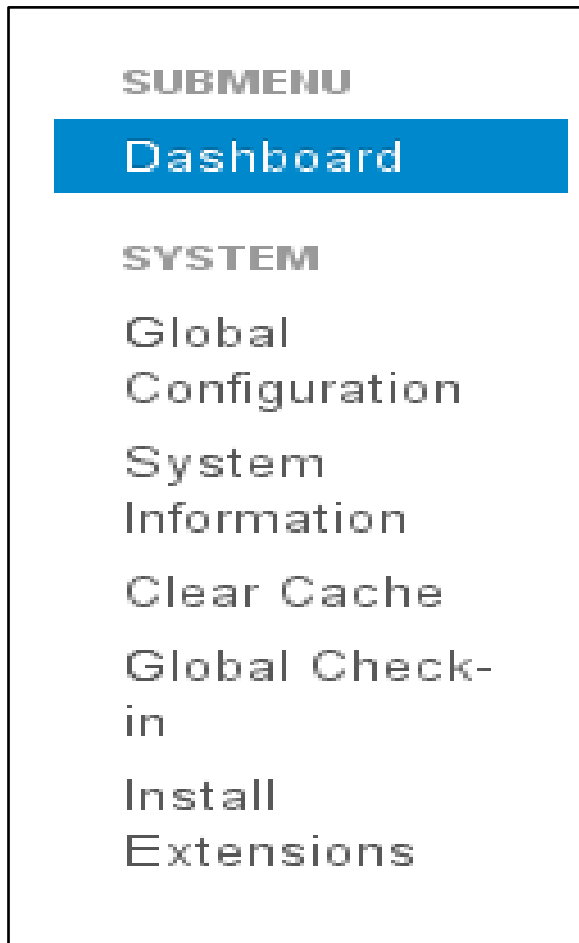 SUBMENU
Dashboard
SYSTEM
Global
Configuration
System
Information
Clear Cache
Global Check-
in
Install
Extensions